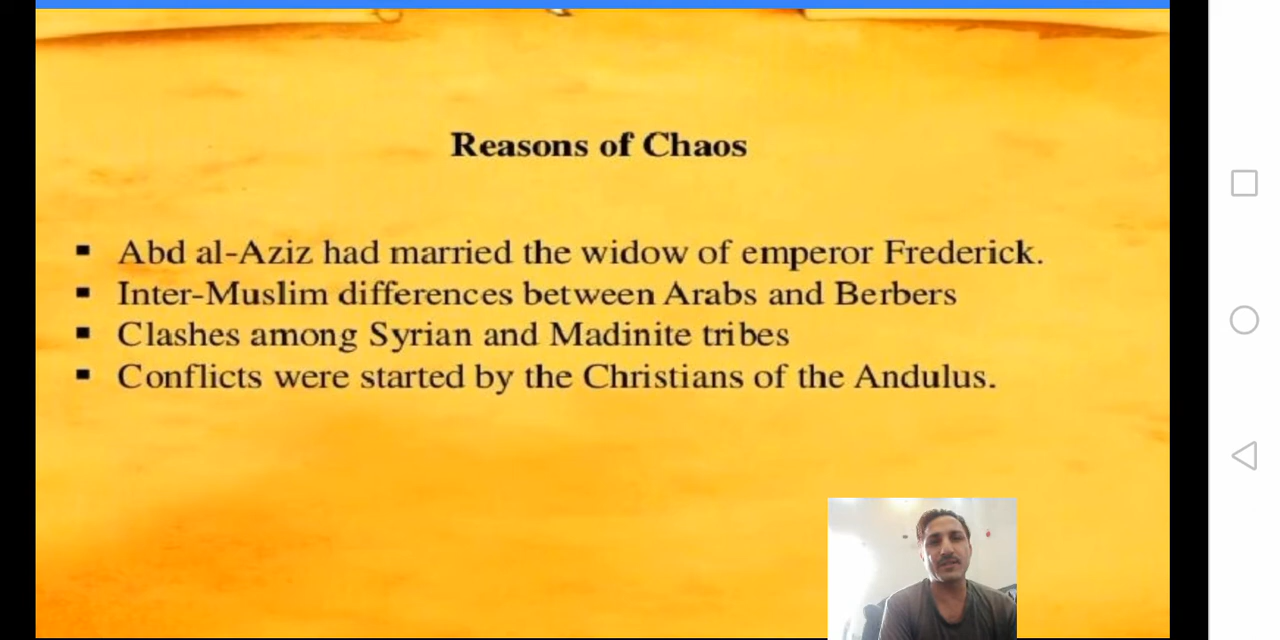 Reasons of Chaos
▪ Abd al-Aziz had married the widow of emperor Frederick.
▪ Inter-Muslim differences between Arabs and Berbers
▪ Clashes among Syrian and Madinite tribes
▪ Conflicts were started by the Christians of the Andulus.